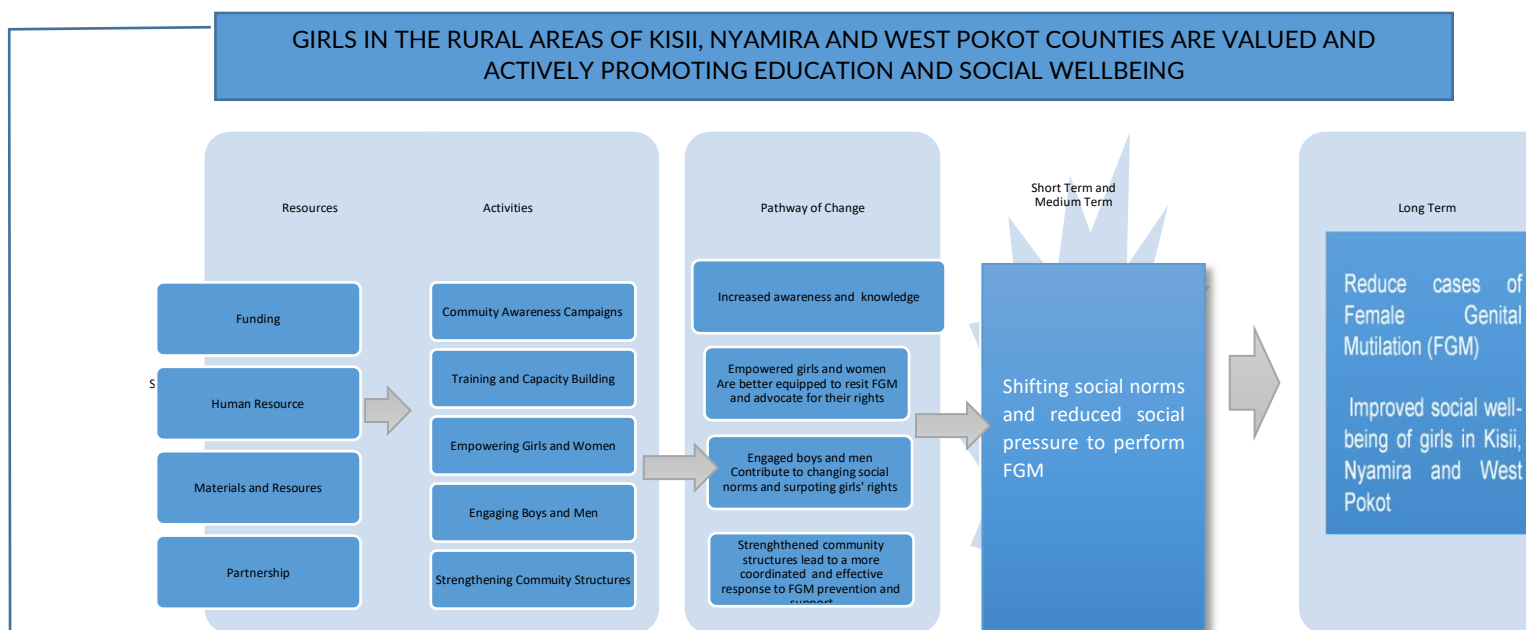 GIRLS IN THE RURAL AREAS OF KISII, NYAMIRA AND WEST POKOT COUNTIES ARE VALUED AND
ACTIVELY PROMOTING EDUCATION AND SOCIAL WELLBEING
Resources
Funding
S
Human Resource
Materials and Resoures
Partnership
Activities
Commuity Awareness Campaigns
Training and Capacity Building
Empowering Girls and Women
Engaging Boys and Men
Strengthening Commuity Structures
Pathway of Change
Increased awareness and knowledge
Empowered girls and women
Are better equipped to resit FGM
and advocate for their rights
Engaged boys and men
Contribute to changing social
norms and surpoting girls' rights
Strenghthened community
structures lead to a more
coordinated and effective
response to FGM prevention and
support
Short Term and
Medium Term
Shifting social norms
and reduced social
pressure to perform
FGM
Long Term
Reduce cases of
Female Genital
Mutilation (FGM)
Improved social well-
being of girls in Kisii,
Nyamira and West
Pokot